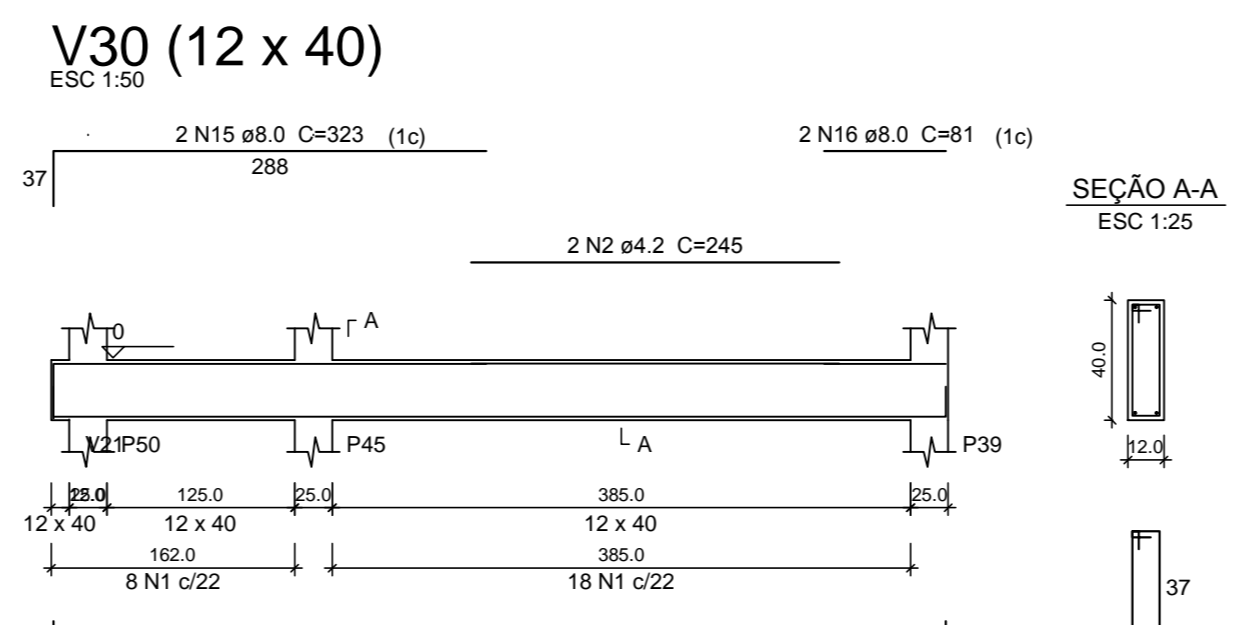 V30 (12 x 40)
ESC 1:50
2 N15 ø8.0 C=323 (1c)
2 N16 ø8.0 C=81 (1c)
37
288
SEÇÃO A-A
ESC 1:25
2 N2 ø4.2 C=245
A
0
40.0
V21 P50
P45
A
P39
12.0
125.0
25.0
385.0
25.0
12 x 40
12 x 40
12 x 40
162.0
385.0
8 N1 c/22
18 N1 c/22
37